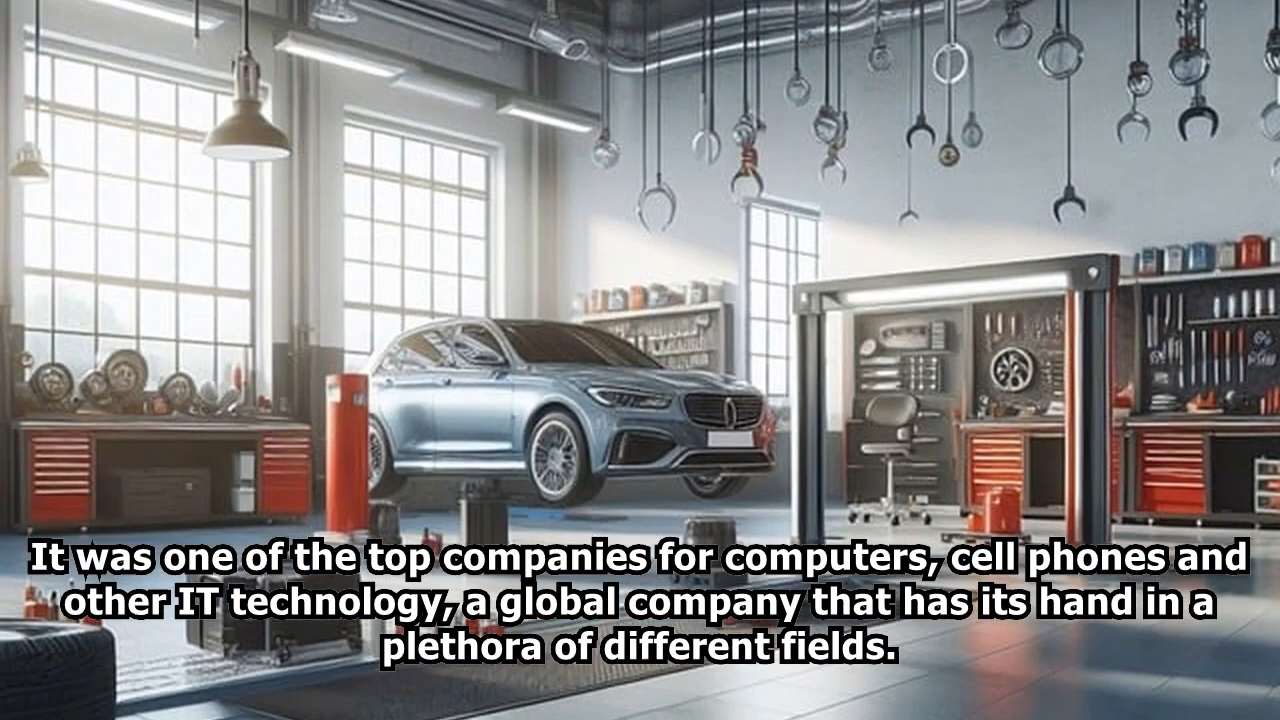 It was one of the top companies for computers, cell phones and
other IT technology, a global company that has its hand in a
plethora of different fields.